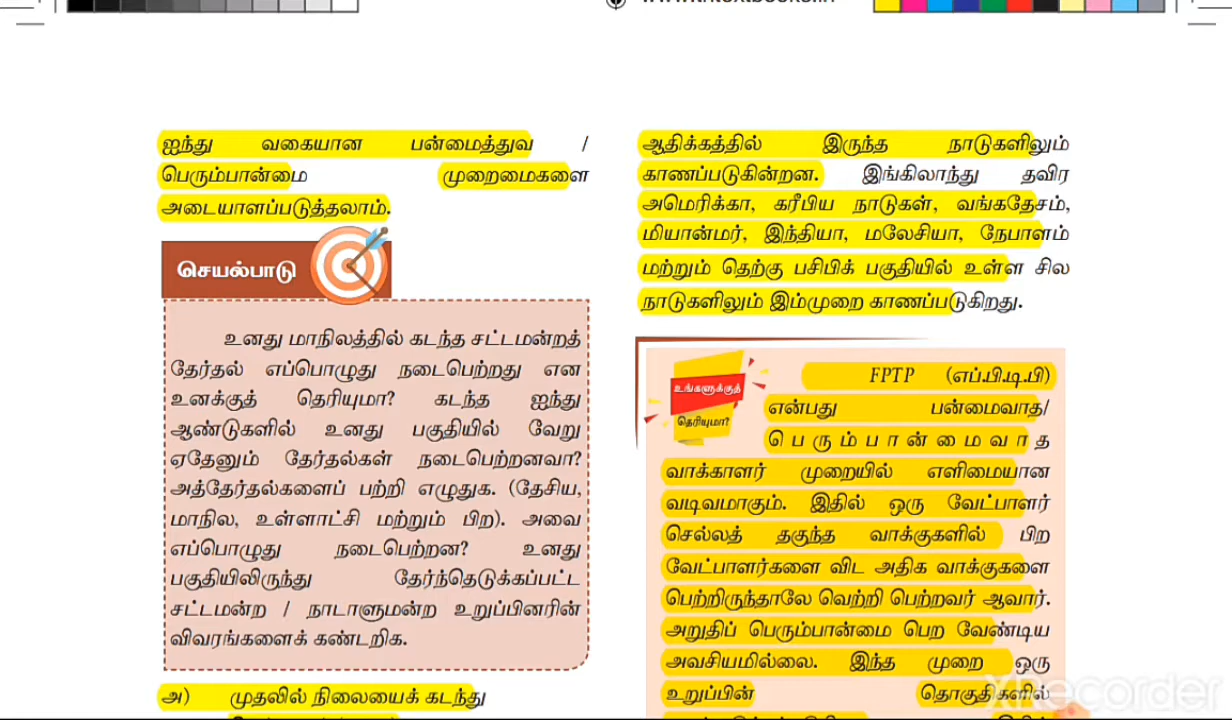 ஐந்து வகையான பன்மைத்துவ /
பெரும்பான்மை முறைமைகளை
அடையாளப்படுத்தலாம்.
செயல்பாடு
உனது மாநிலத்தில் கடந்த சட்டமன்றத்
தேர்தல் எப்பொழுது நடைபெற்றது என
உனக்குத் தெரியுமா? கடந்த ஐந்து
ஆண்டுகளில் உனது பகுதியில் வேறு
ஏதேனும் தேர்தல்கள் நடைபெற்றனவா?
அத்தேர்தல்களைப் பற்றி எழுதுக. (தேசிய,
மாநில, உள்ளாட்சி மற்றும் பிற). அவை
எப்பொழுது நடைபெற்றன? உனது
பகுதியிலிருந்து தேர்ந்தெடுக்கப்பட்ட
சட்டமன்ற / நாடாளுமன்ற உறுப்பினரின்
விவரங்களைக் கண்டறிக.
அ) முதலில் நிலையைக் கடந்து
ஆதிக்கத்தில் இருந்த நாடுகளிலும்
காணப்படுகின்றன. இங்கிலாந்து தவிர
அமெரிக்கா, கரீபிய நாடுகள், வங்கதேசம்,
மியான்மர், இந்தியா, மலேசியா, நேபாளம்
மற்றும் தெற்கு பசிபிக் பகுதியில் உள்ள சில
நாடுகளிலும் இம்முறை காணப்படுகிறது.
உங்களுக்குத்
தெரியுமா?
FPTP (எப்.பி.டி.பி)
என்பது பன்மைவாத/
பெரும்பான்மைவாத
வாக்காளர் முறையில் எளிமையான
வடிவமாகும். இதில் ஒரு வேட்பாளர்
செல்லத் தகுந்த வாக்குகளில் பிற
வேட்பாளர்களை விட அதிக வாக்குகளை
பெற்றிருந்தாலே வெற்றி பெற்றவர் ஆவார்.
அறுதிப் பெரும்பான்மை பெற வேண்டிய
அவசியமில்லை. இந்த முறை ஒரு
உறுப்பின் தொகுதிகளில்
XRecorder